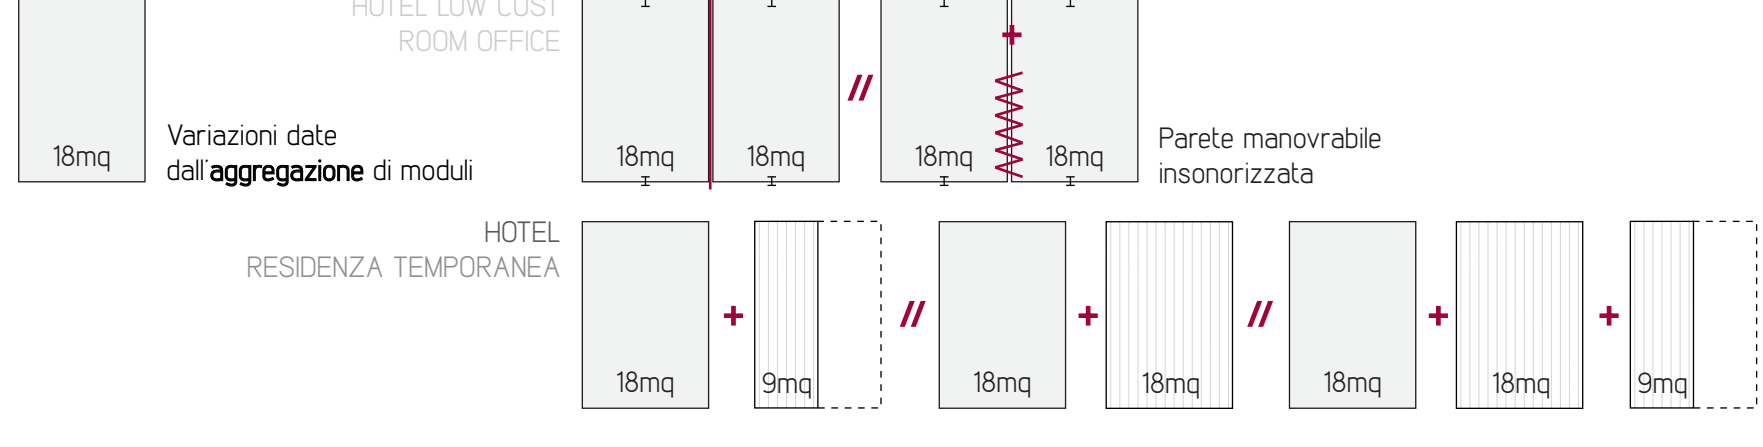 HOTEL LOW COST
ROOM OFFICE
18mq
Variazioni date
dall'aggregazione di moduli
18mq 18mq // 18mq + 18mq
Parete manovrabile
insonorizzata
HOTEL
RESIDENZA TEMPORANEA
18mq + 9mq // 18mq + 18mq // 18mq + 18mq + 9mq